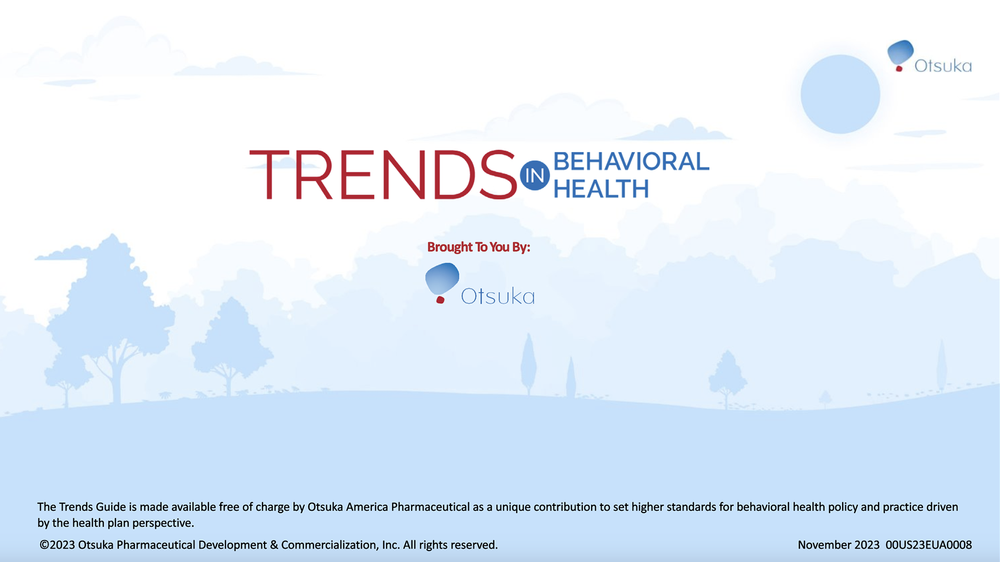 Otsuka
TRENDS IN BEHAVIORAL
HEALTH
Brought To You By:
Otsuka
The Trends Guide is made available free of charge by Otsuka America Pharmaceutical as a unique contribution to set higher standards for behavioral health policy and practice driven
by the health plan perspective.
©2023 Otsuka Pharmaceutical Development & Commercialization, Inc. All rights reserved.
November 2023 00US23EUA0008